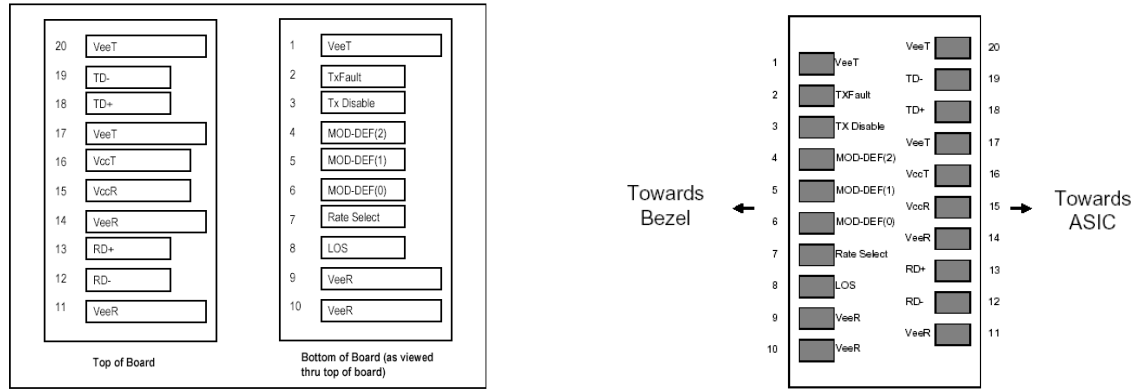 20 VeeT
19 TD-
18 TD+
17 VeeT
16 VccT
15 VccR
14 VeeR
13 RD+
12 RD-
11 VeeR
Top of Board
1 VeeT
2 TxFault
3 Tx Disable
4 MOD-DEF(2)
5 MOD-DEF(1)
6 MOD-DEF(0)
7 Rate Select
8 LOS
9 VeeR
10 VeeR
Bottom of Board (as viewed
thru top of board)
Towards
Bezel
1 VeeT
2 TXFault
3 TX Disable
4 MOD-DEF(2)
5 MOD-DEF(1)
6 MOD-DEF(0)
7 Rate Select
8 LOS
9 VeeR
10 VeeR
VeeT 20
TD- 19
TD+ 18
VeeT 17
VccT 16
VccR 15
VeeR 14
RD+ 13
RD- 12
VeeR 11
Towards
ASIC